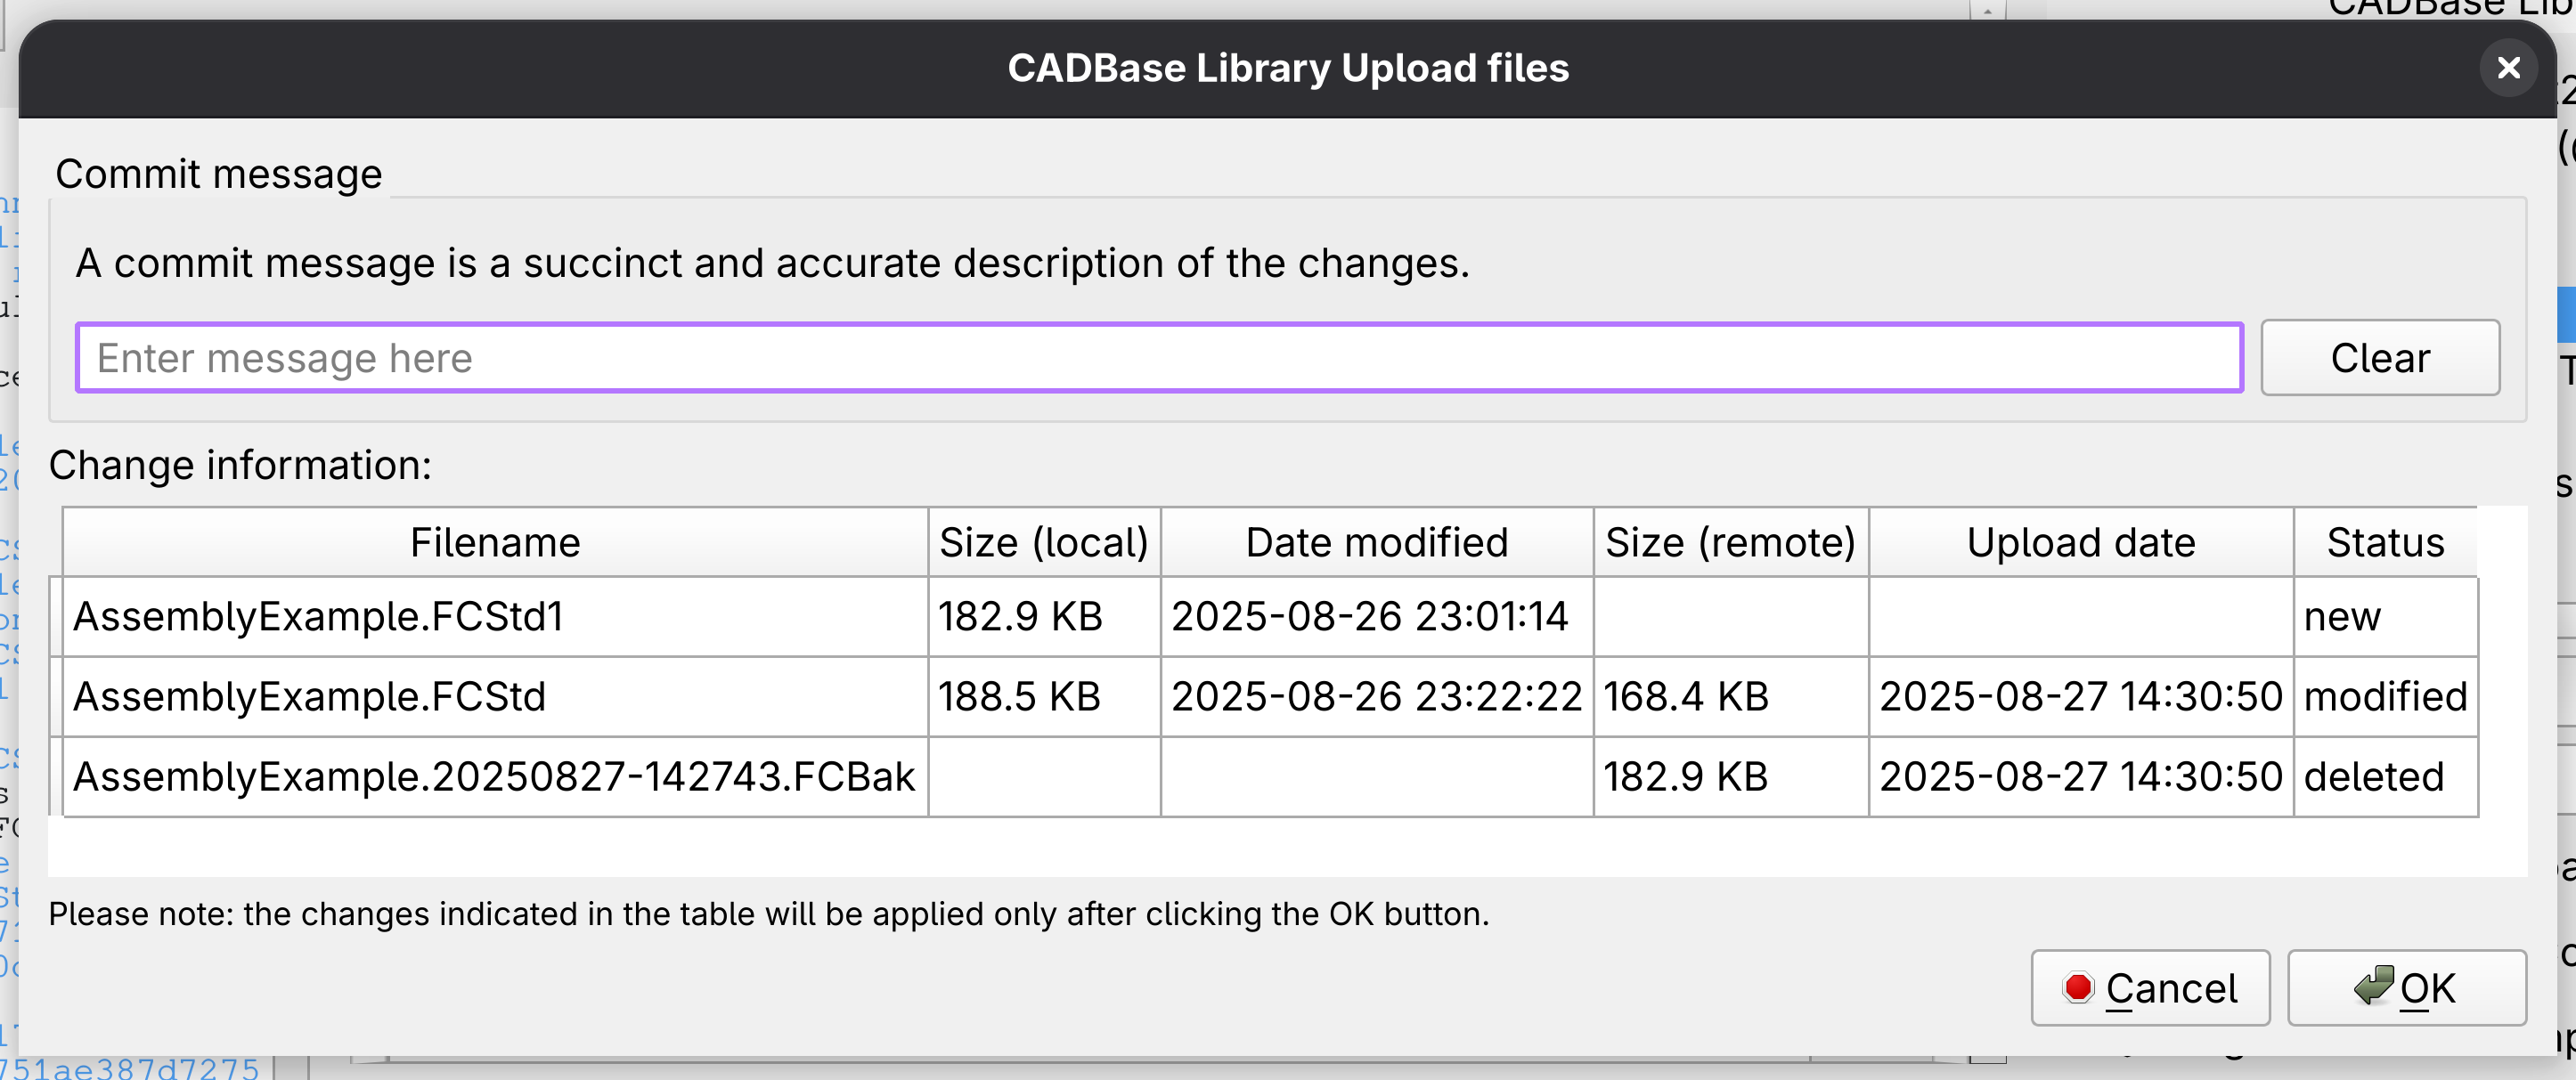 CADBase Library Upload files
Commit message
A commit message is a succinct and accurate description of the changes.
Enter message here
Clear
Change information:
Filename Size (local) Date modified Size (remote) Upload date Status
AssemblyExample.FCStd1 182.9 KB 2025-08-26 23:01:14 new
AssemblyExample.FCStd 188.5 KB 2025-08-26 23:22:22 168.4 KB 2025-08-27 14:30:50 modified
AssemblyExample.20250827-142743.FCBak 182.9 KB 2025-08-27 14:30:50 deleted
Please note: the changes indicated in the table will be applied only after clicking the OK button.
Cancel OK
751ae387d7275